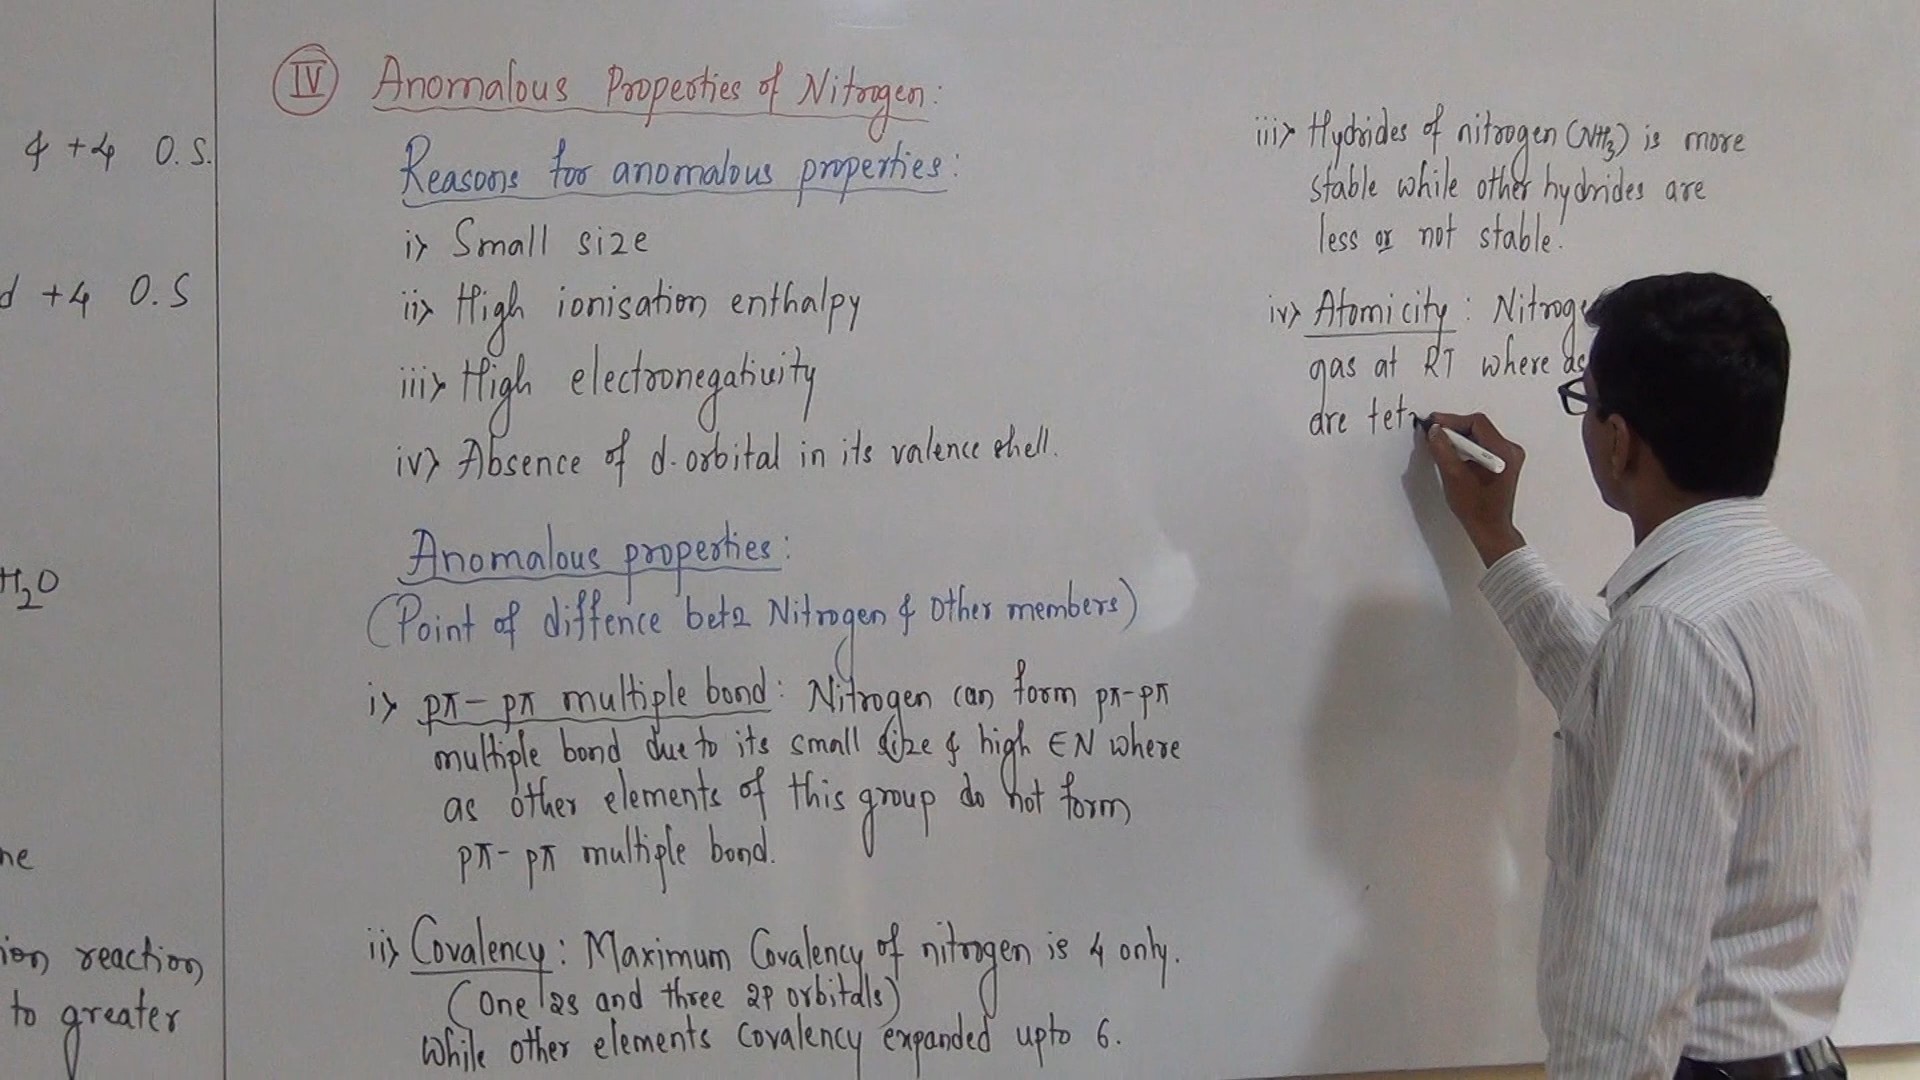 4 +4 O.S.
d +4 O.S
H₂O
ne
ion reaction
to greater
IV Anomalous Properties of Nitrogen:
Reasons for anomalous properties:
i> Small size
ii> High ionisation enthalpy
iii> High electronegativity
iv> Absence of d-orbital in its valence shell.
Anomalous properties:
(Point of diffence betn Nitrogen & other members)
i> pπ-pπ multiple bond: Nitrogen can form pπ-pπ
multiple bond due to its small size & high EN where
as other elements of this group do not form
pπ-pπ multiple bond.
ii> Covalency: Maximum Covalency of nitrogen is 4 only.
(One 2s and three 2p orbitals)
while other elements covalency expanded upto 6.
iii> Hydrides of nitrogen (NH₃) is more
stable while other hydrides are
less or not stable.
iv> Atomicity: Nitroge
gas at RT where as
are tetr